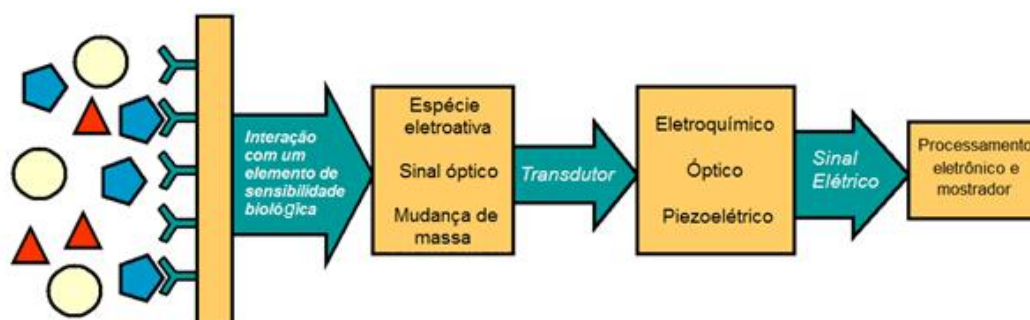 Interação
com um
elemento de
sensibilidade
biológica
Espécie
eletroativa
Sinal óptico
Mudança de
massa
Transdutor
Eletroquímico
Óptico
Piezoelétrico
Sinal
Elétrico
Processamento
eletrônico e
mostrador